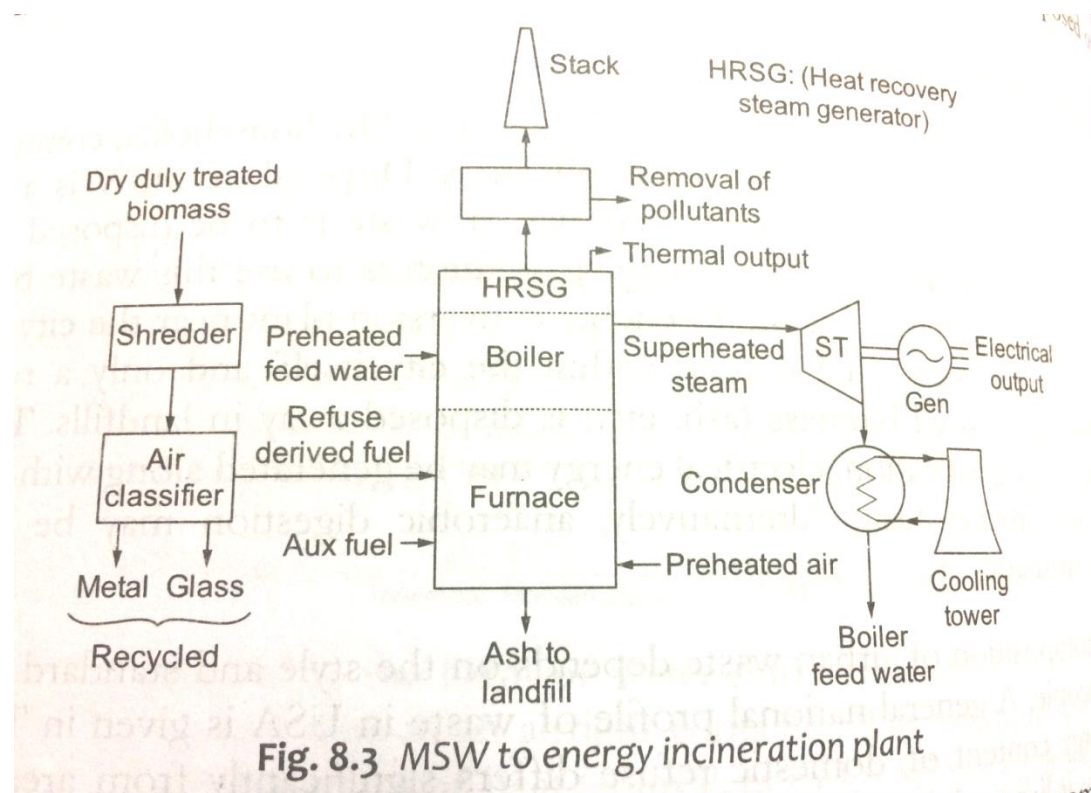 Stack
HRSG: (Heat recovery
steam generator)
Dry duly treated
biomass
Removal of
pollutants
Thermal output
HRSG
Shredder
Preheated
feed water
Boiler
Superheated
steam
ST
Gen
Electrical
output
Refuse
derived fuel
Air
classifier
Furnace
Condenser
Aux fuel
Preheated air
Metal Glass
Cooling
tower
Recycled
Ash to
landfill
Boiler
feed water
Fig. 8.3 MSW to energy incineration plant